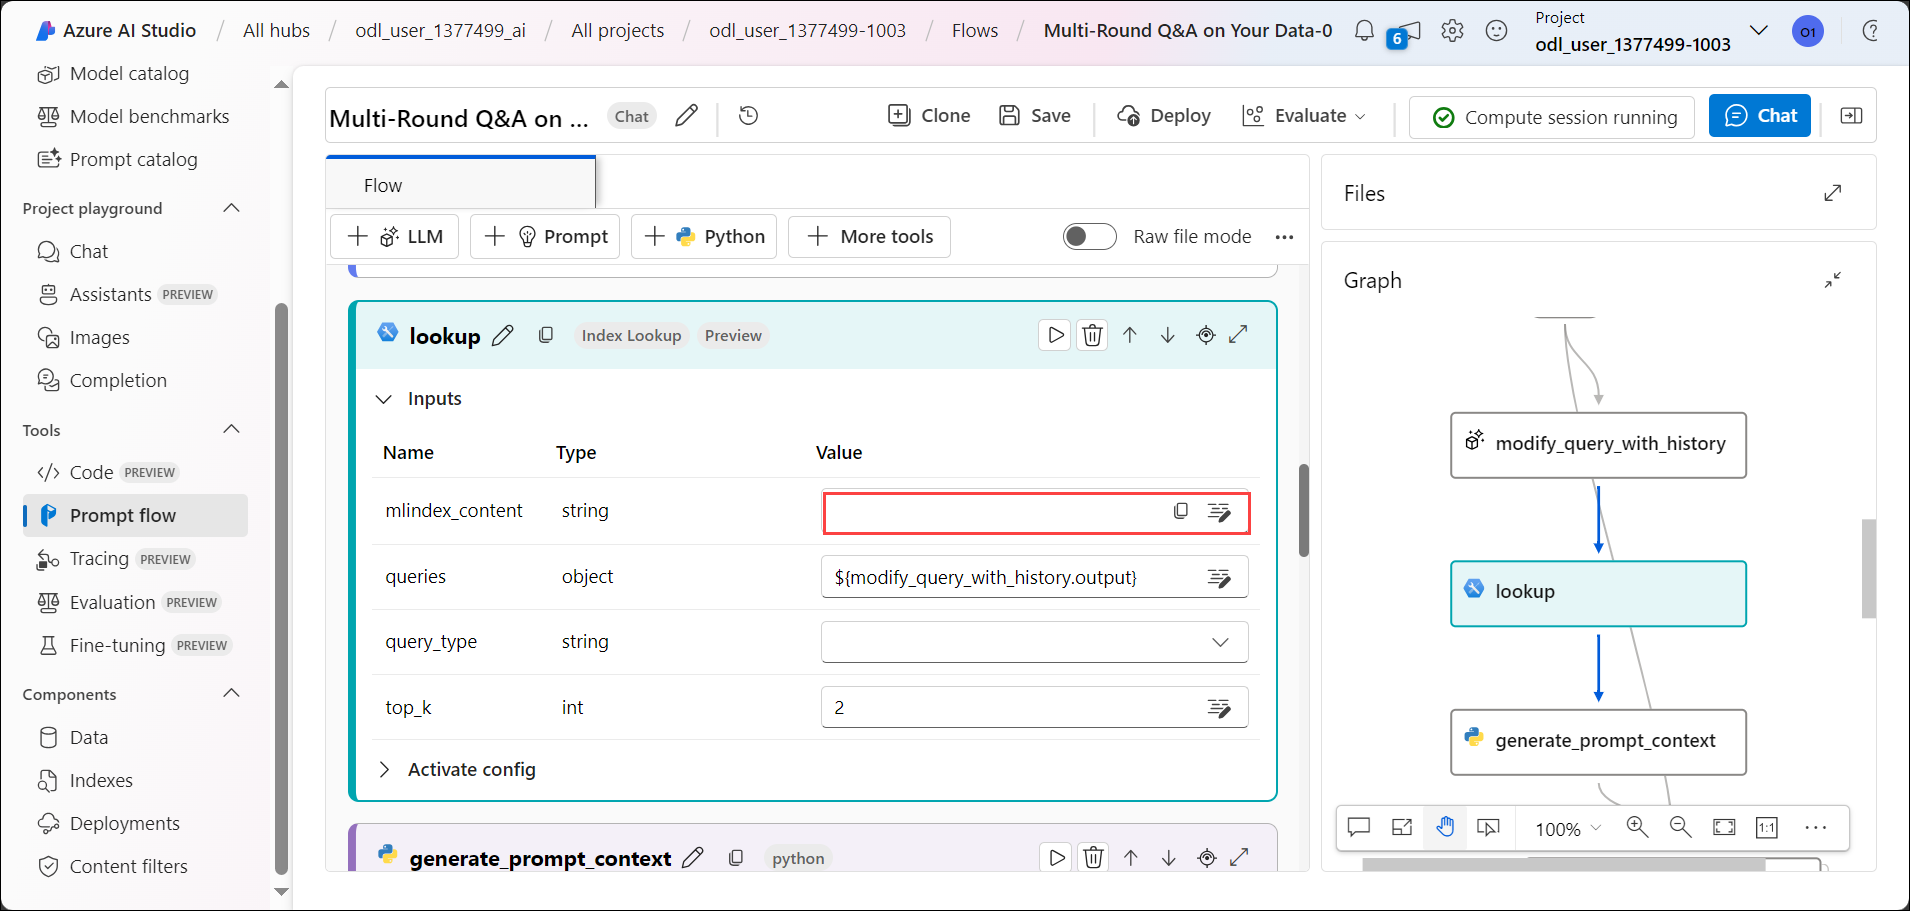 Azure AI Studio / All hubs / odl_user_1377499_ai / All projects / odl_user_1377499-1003 / Flows / Multi-Round Q&A on Your Data-0
6
Project
odl_user_1377499-1003
O1
Model catalog
Model benchmarks
Prompt catalog
Project playground
Chat
Assistants PREVIEW
Images
Completion
Tools
Code PREVIEW
Prompt flow
Tracing PREVIEW
Evaluation PREVIEW
Fine-tuning PREVIEW
Components
Data
Indexes
Deployments
Content filters
Multi-Round Q&A on ... Chat
Clone Save Deploy Evaluate Compute session running Chat
Flow
LLM Prompt Python More tools Raw file mode
lookup Index Lookup Preview
Inputs
Name Type Value
mlindex_content string
queries object ${modify_query_with_history.output}
query_type string
top_k int 2
Activate config
generate_prompt_context python
Files
Graph
modify_query_with_history
lookup
generate_prompt_context
100% 1:1